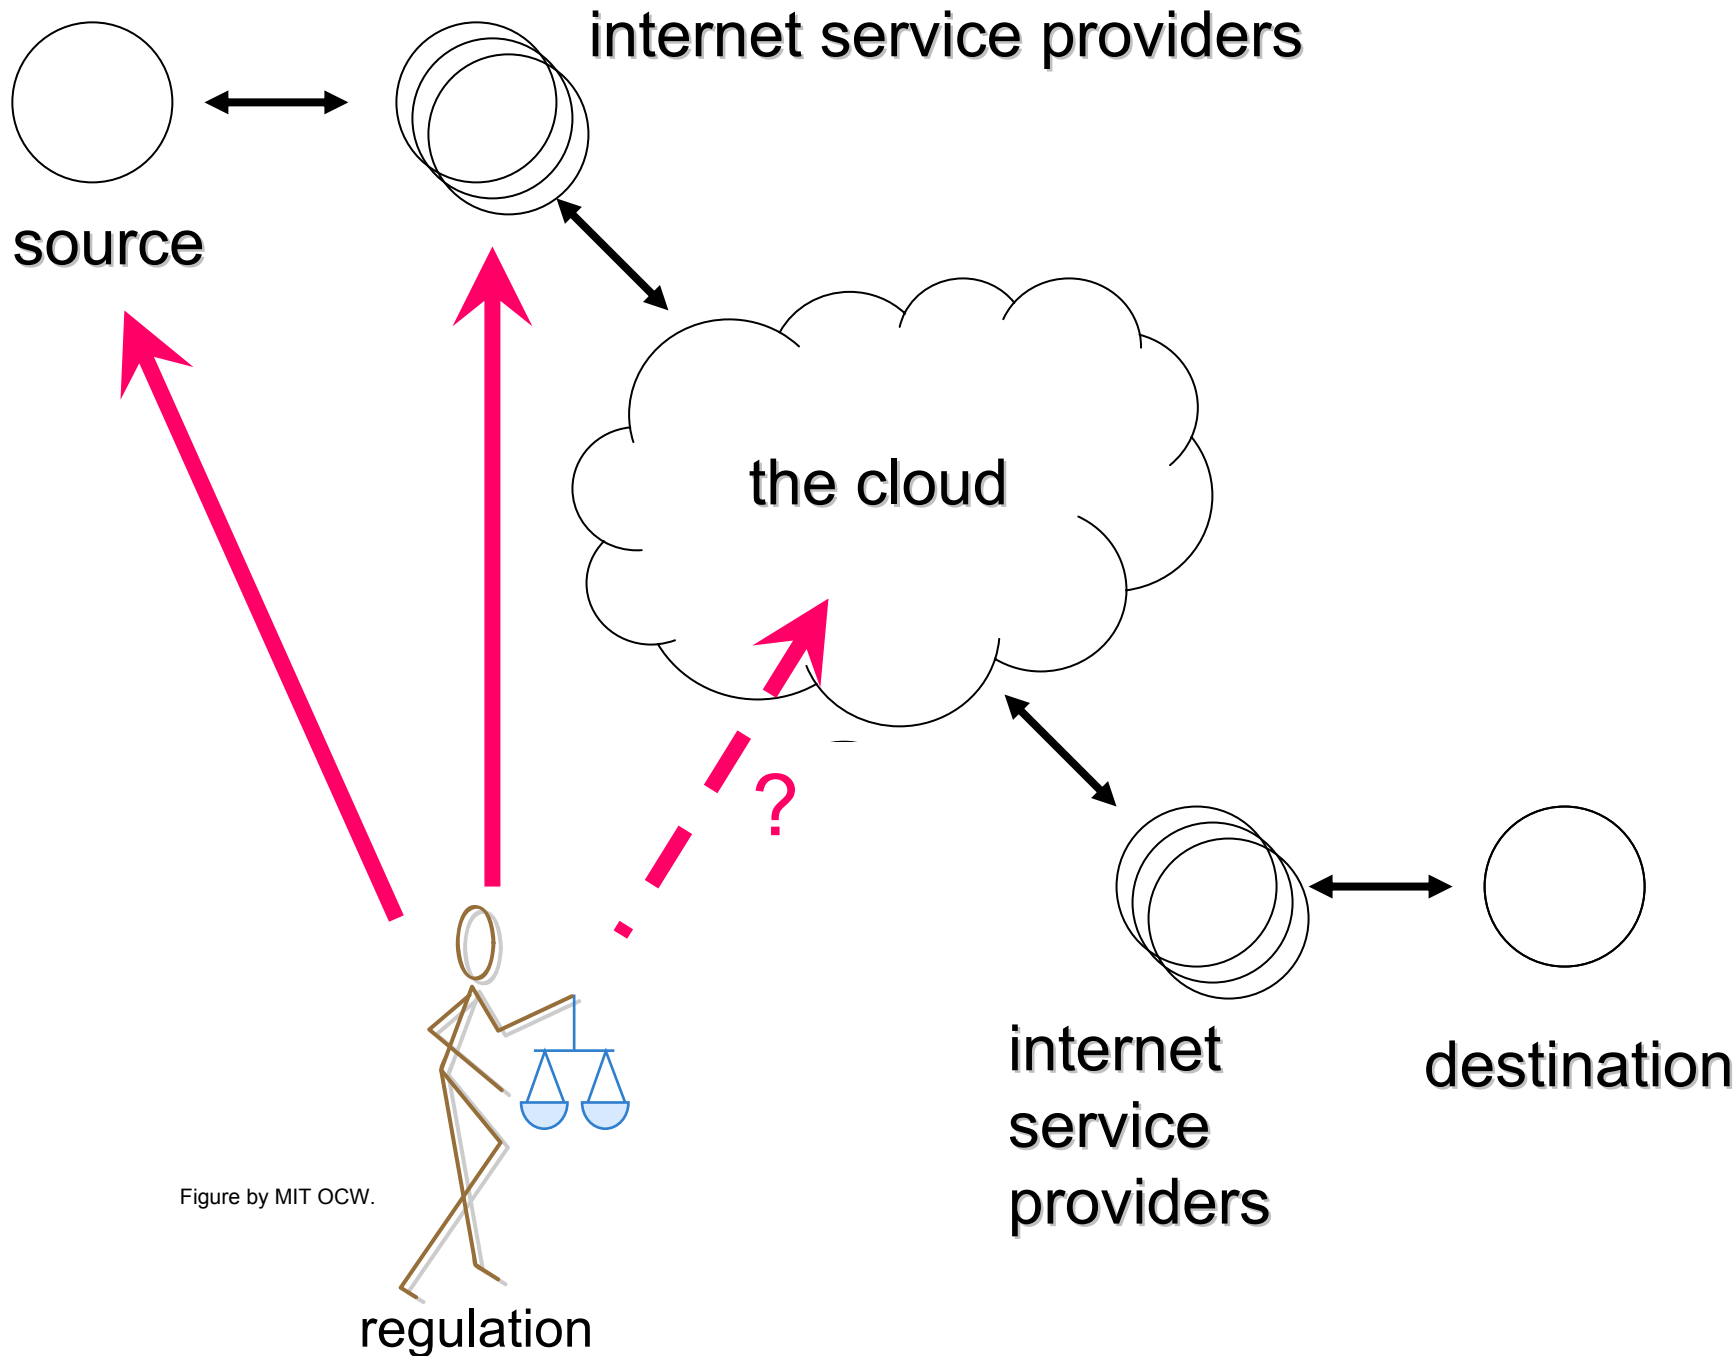 internet service providers
source
the cloud
?
internet
service
providers
destination
Figure by MIT OCW.
regulation